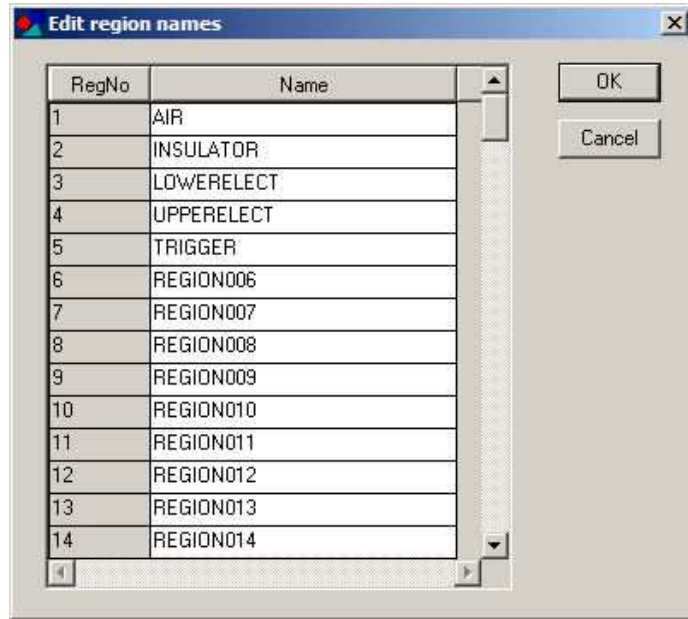 Edit region names
RegNo Name
1 AIR
2 INSULATOR
3 LOWERELECT
4 UPPERELECT
5 TRIGGER
6 REGION006
7 REGION007
8 REGION008
9 REGION009
10 REGION010
11 REGION011
12 REGION012
13 REGION013
14 REGION014
OK
Cancel